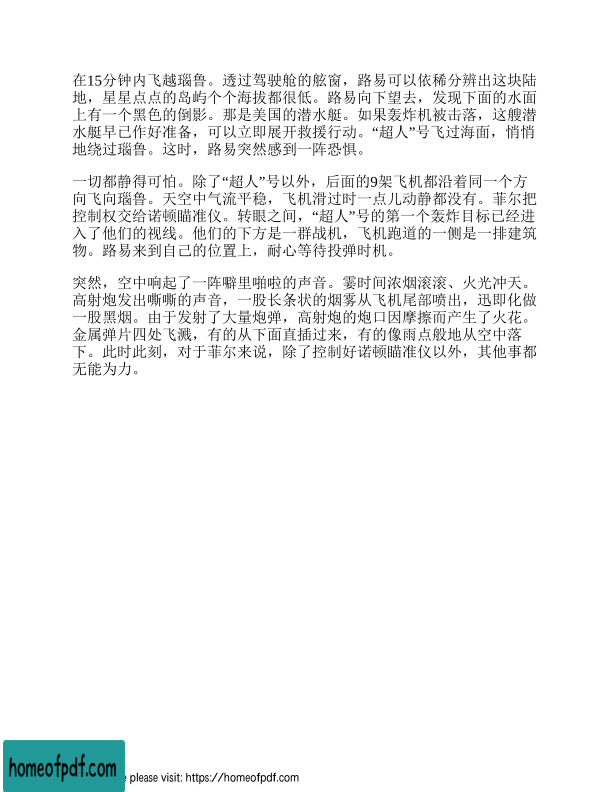 在15分钟内飞越瑙鲁。透过驾驶舱的舷窗，路易可以依稀分辨出这块陆
地，星星点点的岛屿个个海拔都很低。路易向下望去，发现下面的水面
上有一个黑色的倒影。那是美国的潜水艇。如果轰炸机被击落，这艘潜
水艇早已作好准备，可以立即展开救援行动。“超人”号飞过海面，悄悄
地绕过瑙鲁。这时，路易突然感到一阵恐惧。
一切都静得可怕。除了“超人”号以外，后面的9架飞机都沿着同一个方
向飞向瑙鲁。天空中气流平稳，飞机滑过时一点儿动静都没有。菲尔把
控制权交给诺顿瞄准仪。转眼之间，“超人”号的第一个轰炸目标已经进
入了他们的视线。他们的下方是一群战机，飞机跑道的一侧是一排建筑
物。路易来到自己的位置上，耐心等待投弹时机。
突然，空中响起了一阵噼里啪啦的声音。霎时间浓烟滚滚、火光冲天。
高射炮发出嘶嘶的声音，一股长条状的烟雾从飞机尾部喷出，迅即化做
一股黑烟。由于发射了大量炮弹，高射炮的炮口因摩擦而产生了火花。
金属弹片四处飞溅，有的从下面直插过来，有的像雨点般地从空中落
下。此时此刻，对于菲尔来说，除了控制好诺顿瞄准仪以外，其他事都
无能为力。
homeofpdf.com
e please visit: https://homeofpdf.com